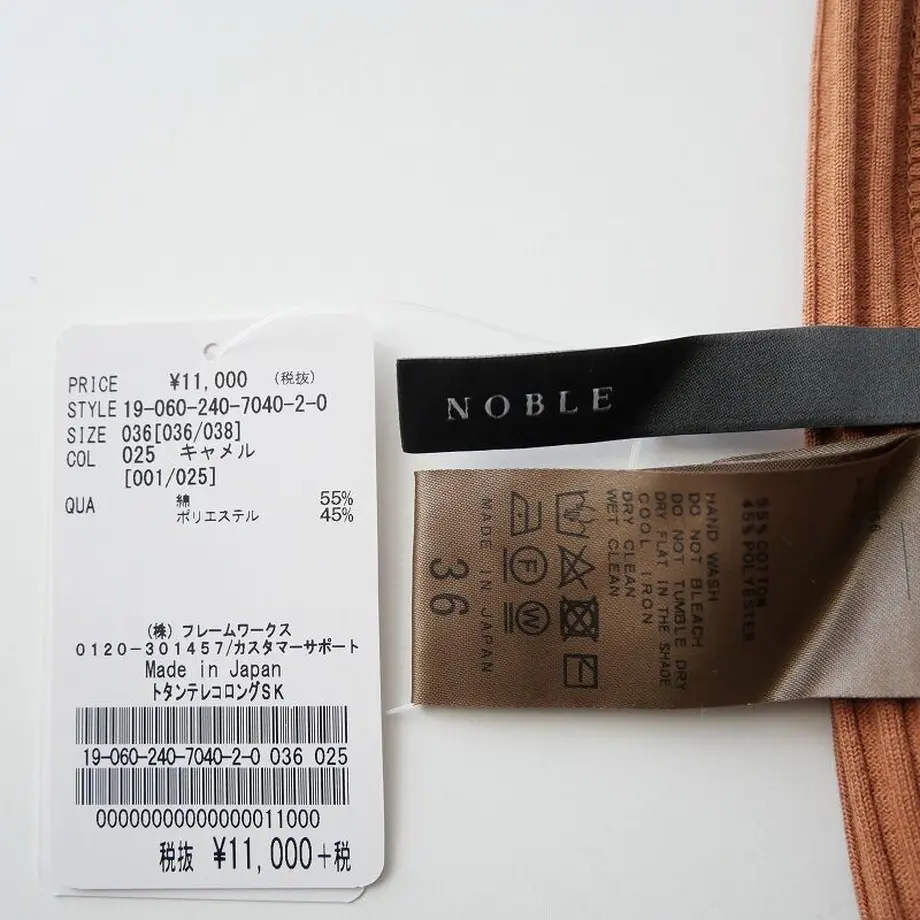 PRICE ¥11,000 (税抜)
STYLE 19-060-240-7040-2-0
SIZE 036[036/038]
COL 025 キャメル
[001/025]
QUA 綿 55%
ポリエステル 45%
(株) フレームワークス
0120-301457/カスタマーサポート
Made in Japan
トタンテレコロングSK
19-060-240-7040-2-0 036 025
00000000000000011000
税抜 ¥11,000+税
NOBLE
55% COTTON
45% POLYESTER
HAND WASH
DO NOT BLEACH
DO NOT TUMBLE DRY
DRY FLAT IN THE SHADE
COOL IRON
DRY CLEAN
WET CLEAN
F
W
MADE IN JAPAN
36